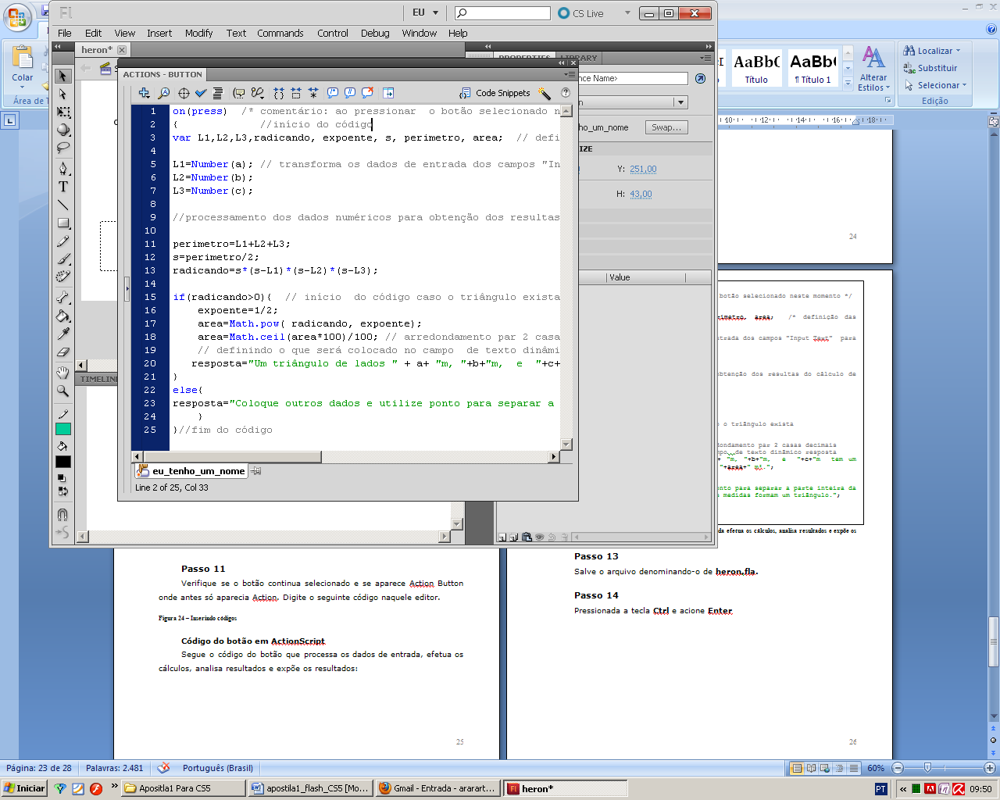 Fl
EU
CS Live
File Edit View Insert Modify Text Commands Control Debug Window Help
heron*
PROPERTIES LIBRARY
ACTIONS - BUTTON
Code Snippets
1 on(press)  /* comentário: ao pressionar  o botão selecionado n
2 {             //início do código
3 var L1,L2,L3,radicando, expoente, s, perimetro, area;  // defi
4
5 L1=Number(a); // transforma os dados de entrada dos campos "In
6 L2=Number(b);
7 L3=Number(c);
8
9 //processamento dos dados numéricos para obtenção dos resultas
10
11 perimetro=L1+L2+L3;
12 s=perimetro/2;
13 radicando=s*(s-L1)*(s-L2)*(s-L3);
14
15 if(radicando>0){  // início  do código caso o triângulo exista
16     expoente=1/2;
17     area=Math.pow( radicando, expoente);
18     area=Math.ceil(area*100)/100; // arredondamento par 2 casa
19     // definindo o que será colocado no campo  de texto dinâmi
20    resposta="Um triângulo de lados " + a+ "m, "+b+"m,  e  "+c+
21 }
22 else{
23 resposta="Coloque outros dados e utilize ponto para separar a
24     }
25 }//fim do código
eu_tenho_um_nome
Line 2 of 25, Col 33
TIMELINE
nce Name>
o_um_nome
Swap...
IZE
Y: 251,00
H: 43,00
Value
Colar
Área de T
AaBbC
Título
AaBbC
¶ Título 1
Alterar
Estilos
Localizar
Substituir
Selecionar
Edição
10 12 14 16 18
24
botão selecionado neste momento */
rimetro, area; /* definição das
ntrada dos campos "Input Text" para
obtenção dos resultas do cálculo de
o o triângulo exista
ondamento par 2 casas decimais
mpo de texto dinâmico resposta
+ "m, "+b+"m, e "+c+"m tem um
"+area+" m².";
onto para separar a parte inteira da
s medidas formam um triângulo.";
da efetua os cálculos, analisa resultados e expõe os
Passo 11
Verifique se o botão continua selecionado e se aparece Action Button
onde antes só aparecia Action. Digite o seguinte código naquele editor.
Figura 24 – Inserindo códigos
Código do botão em ActionScript
Segue o código do botão que processa os dados de entrada, efetua os
cálculos, analisa resultados e expõe os resultados:
25
Passo 13
Salve o arquivo denominando-o de heron.fla.
Passo 14
Pressionada a tecla Ctrl e acione Enter
26
Página: 23 de 28 Palavras: 2.481 Português (Brasil) 60%
Iniciar » Apositla1 Para CS5 apostila1_flash_CS5 [Mo... Gmail - Entrada - ararart... heron* PT « 09:50